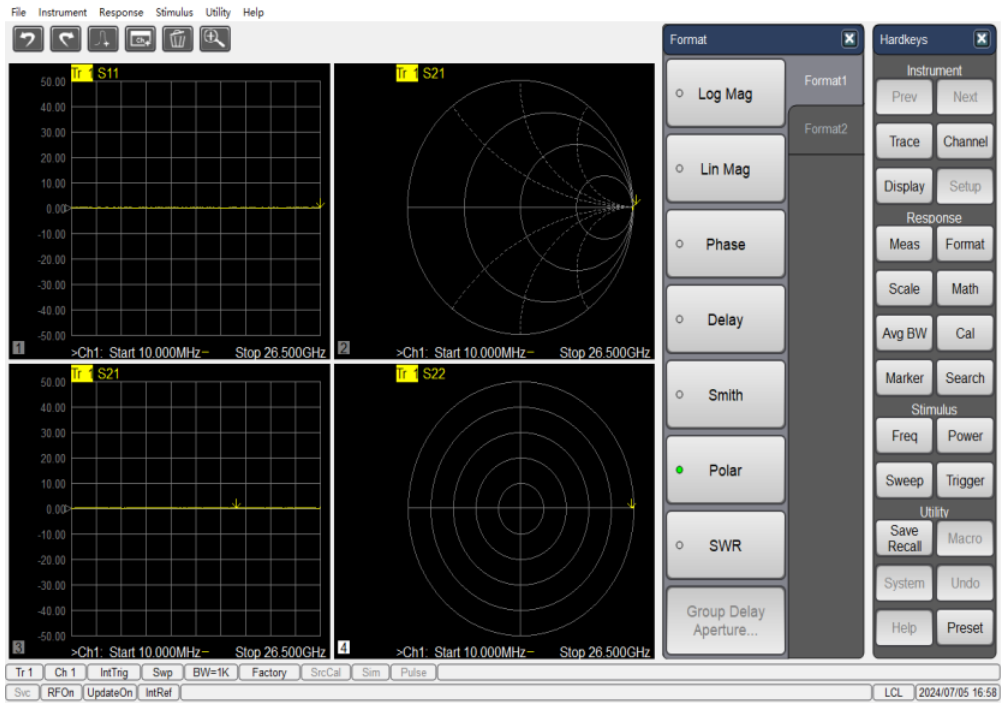 File Instrument Response Stimulus Utility Help
Tr 1 S11
50.00
40.00
30.00
20.00
10.00
0.00
-10.00
-20.00
-30.00
-40.00
-50.00
1
>Ch1: Start 10.000MHz Stop 26.500GHz
Tr 1 S21
2
>Ch1: Start 10.000MHz Stop 26.500GHz
Tr 1 S21
50.00
40.00
30.00
20.00
10.00
0.00
-10.00
-20.00
-30.00
-40.00
-50.00
3
>Ch1: Start 10.000MHz Stop 26.500GHz
Tr 1 S22
4
>Ch1: Start 10.000MHz Stop 26.500GHz
Format
Log Mag
Lin Mag
Phase
Delay
Smith
Polar
SWR
Group Delay
Aperture...
Format1
Format2
Hardkeys
Instrument
Prev Next
Trace Channel
Display Setup
Response
Meas Format
Scale Math
Avg BW Cal
Marker Search
Stimulus
Freq Power
Sweep Trigger
Utility
Save
Recall
Macro
System Undo
Help Preset
Tr 1 Ch 1 IntTrig Swp BW=1K Factory SrcCal Sim Pulse
Svc RFOn UpdateOn IntRef LCL 2024/07/05 16:58